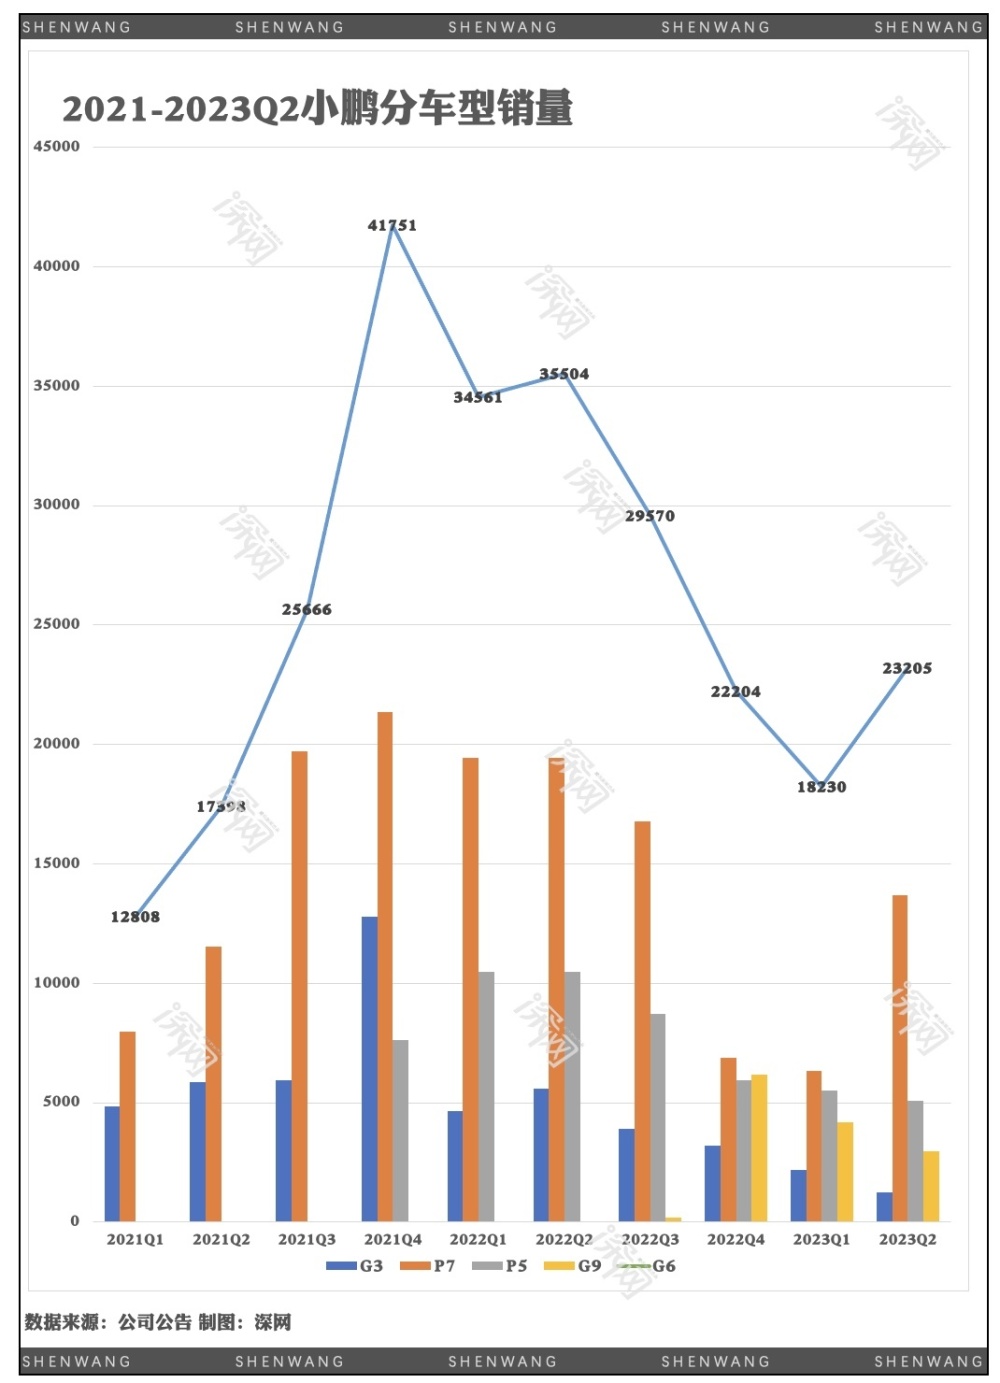 SHENWANG SHENWANG SHENWANG SHENWANG SHENWANG
2021-2023Q2小鹏分车型销量
深网
45000
40000
35000
30000
25000
20000
15000
10000
5000
0
41751
35504
34561
29570
25666
23205
22204
18230
17398
12808
2021Q1 2021Q2 2021Q3 2021Q4 2022Q1 2022Q2 2022Q3 2022Q4 2023Q1 2023Q2
G3 P7 P5 G9 G6
数据来源：公司公告 制图：深网
SHENWANG SHENWANG SHENWANG SHENWANG SHENWANG